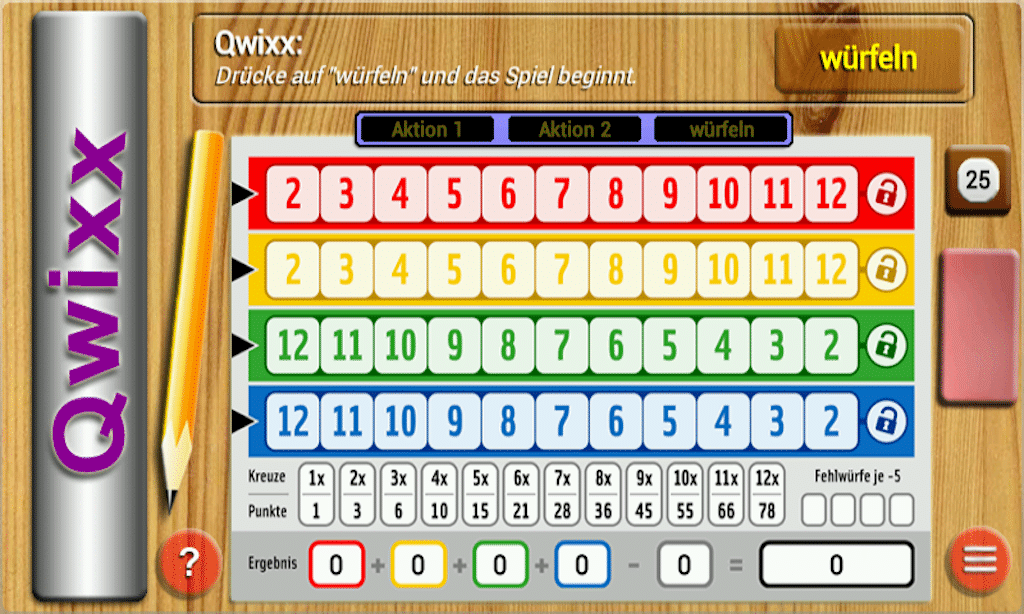 Qwixx
Qwixx:
Drücke auf "würfeln" und das Spiel beginnt.
würfeln
Aktion 1 Aktion 2 würfeln
2 3 4 5 6 7 8 9 10 11 12
25
2 3 4 5 6 7 8 9 10 11 12
12 11 10 9 8 7 6 5 4 3 2
12 11 10 9 8 7 6 5 4 3 2
Kreuze 1x 2x 3x 4x 5x 6x 7x 8x 9x 10x 11x 12x Fehlwürfe je -5
Punkte 1 3 6 10 15 21 28 36 45 55 66 78
? Ergebnis 0 + 0 + 0 + 0 - 0 = 0